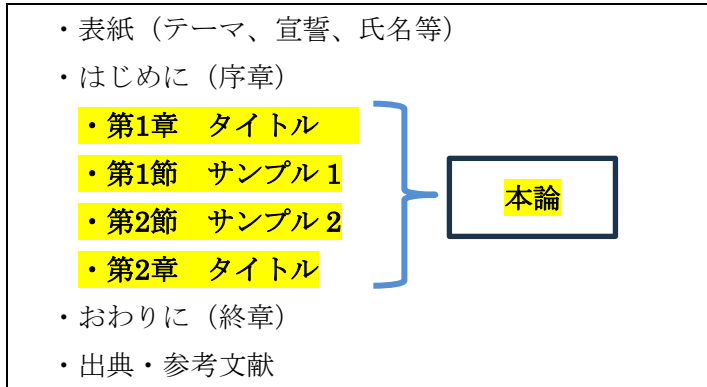 ・表紙（テーマ、宣誓、氏名等）
・はじめに（序章）
・第1章　タイトル
・第1節　サンプル 1
・第2節　サンプル 2
・第2章　タイトル
本論
・おわりに（終章）
・出典・参考文献